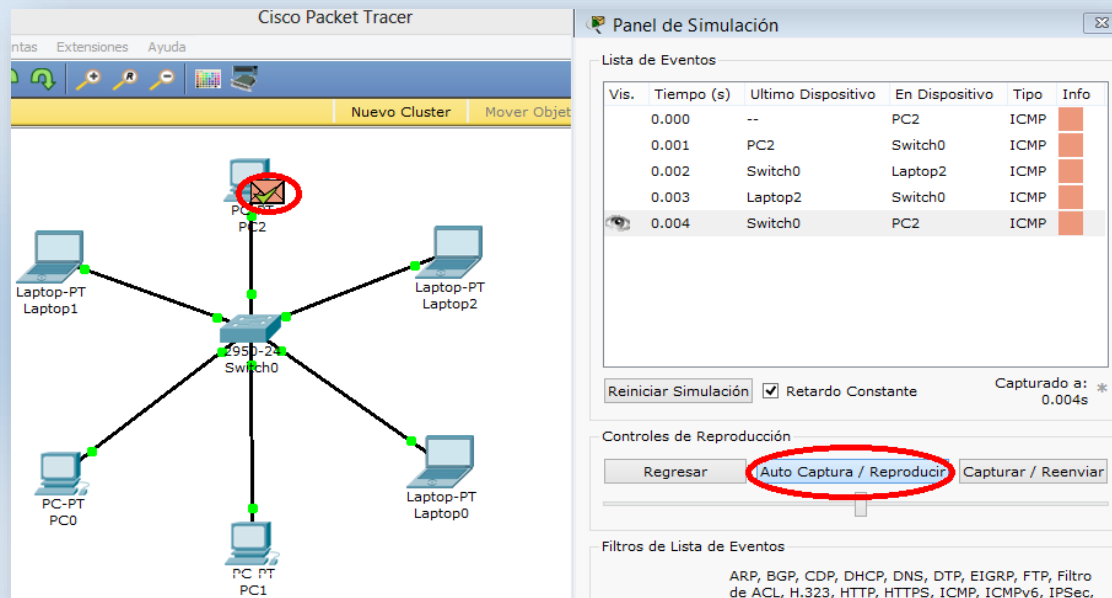 Cisco Packet Tracer
ntas Extensiones Ayuda
Nuevo Cluster Mover Objet
PC-PT
PC2
Laptop-PT
Laptop1
Laptop-PT
Laptop2
2950-24
Switch0
PC-PT
PC0
Laptop-PT
Laptop0
PC-PT
PC1
Panel de Simulación
Lista de Eventos
Vis. Tiempo (s) Ultimo Dispositivo En Dispositivo Tipo Info
0.000 -- PC2 ICMP
0.001 PC2 Switch0 ICMP
0.002 Switch0 Laptop2 ICMP
0.003 Laptop2 Switch0 ICMP
0.004 Switch0 PC2 ICMP
Reiniciar Simulación Retardo Constante Capturado a: *
0.004s
Controles de Reproducción
Regresar Auto Captura / Reproducir Capturar / Reenviar
Filtros de Lista de Eventos
ARP, BGP, CDP, DHCP, DNS, DTP, EIGRP, FTP, Filtro
de ACL, H.323, HTTP, HTTPS, ICMP, ICMPv6, IPSec,